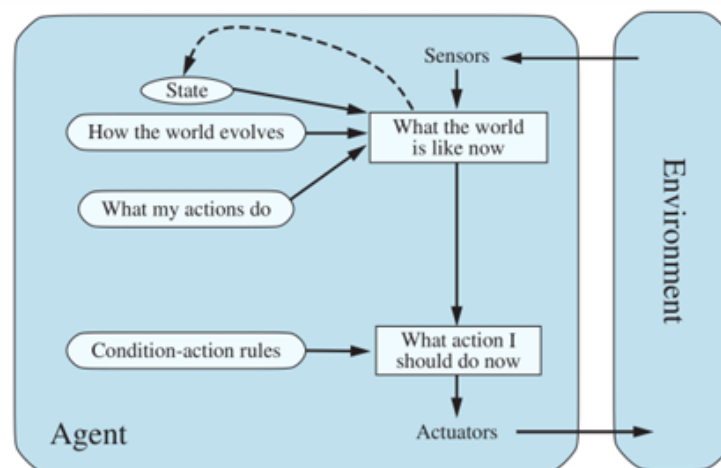 Sensors
State
How the world evolves
What the world
is like now
What my actions do
Environment
Condition-action rules
What action I
should do now
Agent
Actuators